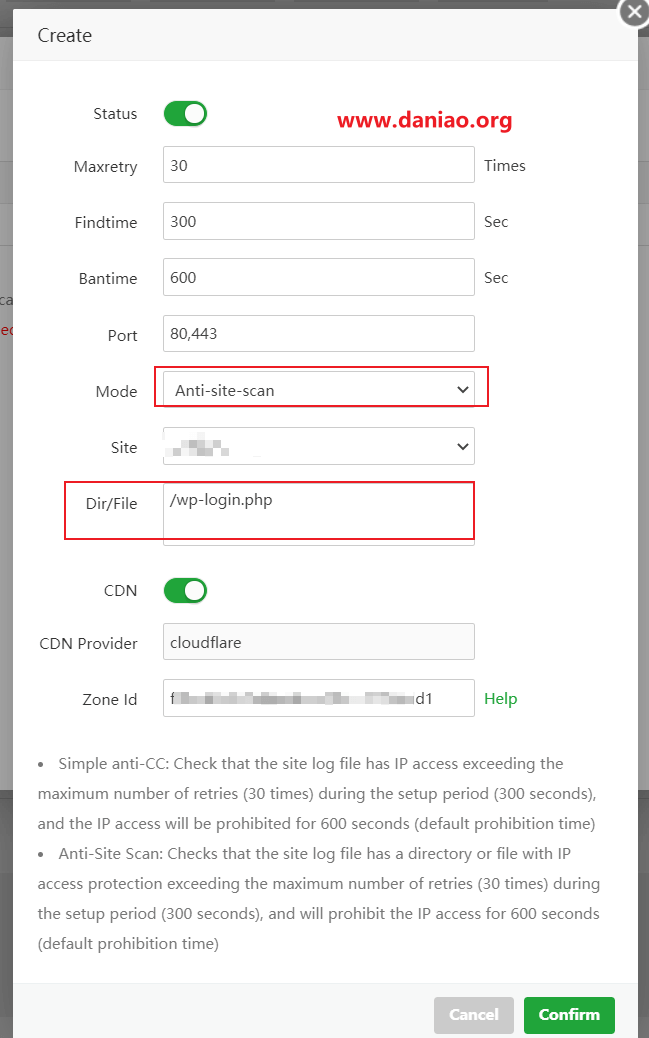 Create
Status
www.daniao.org
Maxretry 30 Times
Findtime 300 Sec
Bantime 600 Sec
Port 80,443
Mode Anti-site-scan
Site
Dir/File /wp-login.php
CDN
CDN Provider cloudflare
Zone Id f d1 Help
• Simple anti-CC: Check that the site log file has IP access exceeding the
maximum number of retries (30 times) during the setup period (300 seconds),
and the IP access will be prohibited for 600 seconds (default prohibition time)
• Anti-Site Scan: Checks that the site log file has a directory or file with IP
access protection exceeding the maximum number of retries (30 times) during
the setup period (300 seconds), and will prohibit the IP access for 600 seconds
(default prohibition time)
Cancel Confirm